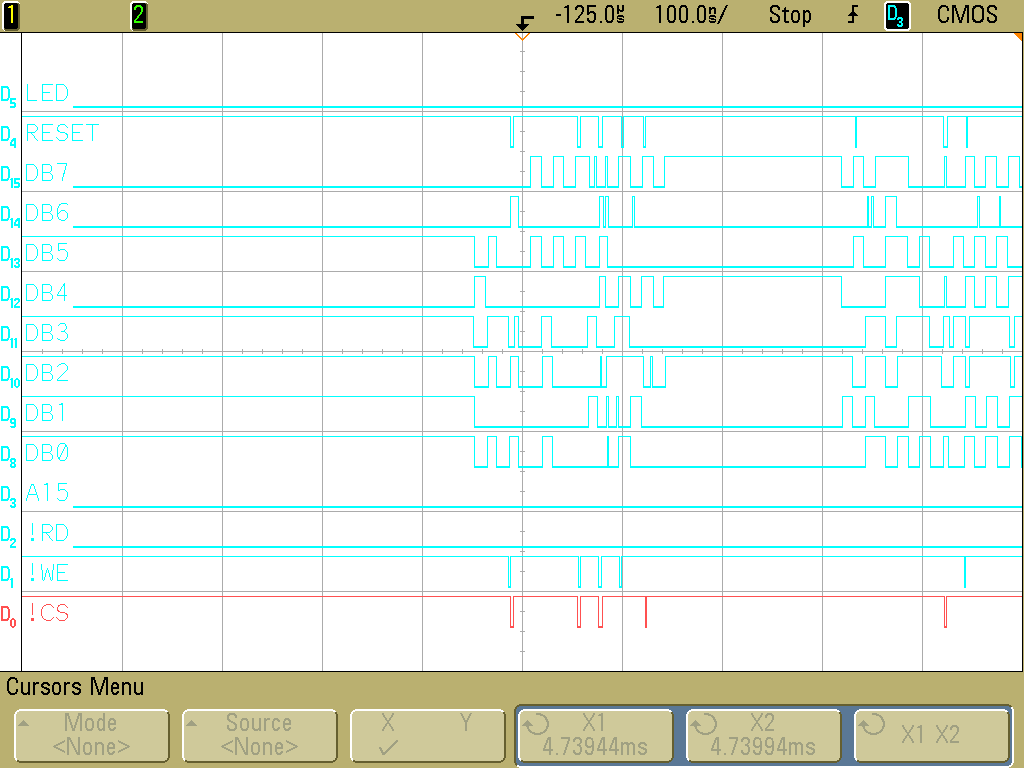 1 2 -125.0µs 100.0㎱/ Stop D3 CMOS
D5 LED
D4 RESET
D15 DB7
D14 DB6
D13 DB5
D12 DB4
D11 DB3
D10 DB2
D9 DB1
D8 DB0
D3 A15
D2 !RD
D1 !WE
D0 !CS
Cursors Menu
Mode Source X Y X1 X2 X1 X2
<None> <None> ✓ 4.73944ms 4.73994ms